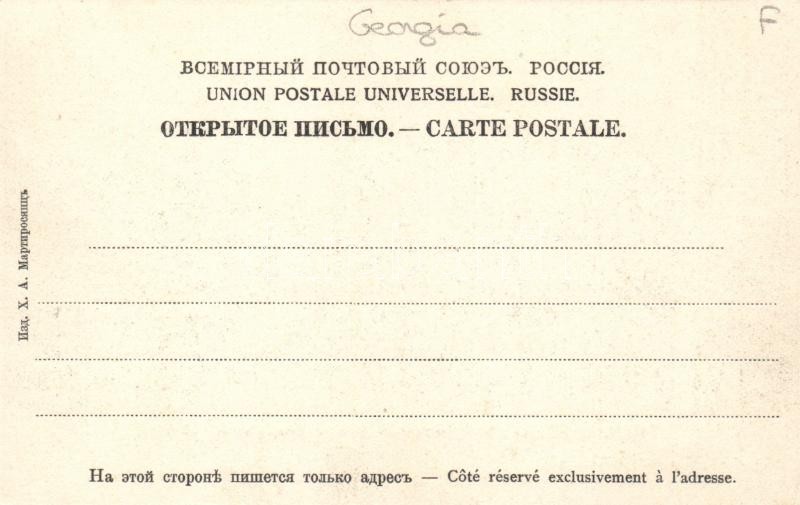 Georgia F
ВСЕМІРНЫЙ ПОЧТОВЫЙ СОЮЭЪ. РОССІЯ.
UNION POSTALE UNIVERSELLE. RUSSIE.
ОТКРЫТОЕ ПИСЬМО. — CARTE POSTALE.
Изд. Х. А. Мартиросянцъ
На этой сторонѣ пишется только адресъ — Côté réservé exclusivement à l'adresse.